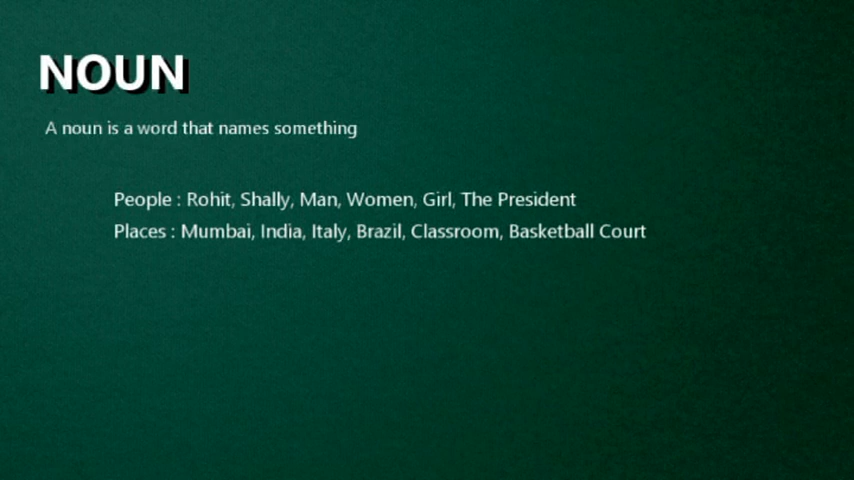 NOUN
A noun is a word that names something
People : Rohit, Shally, Man, Women, Girl, The President
Places : Mumbai, India, Italy, Brazil, Classroom, Basketball Court